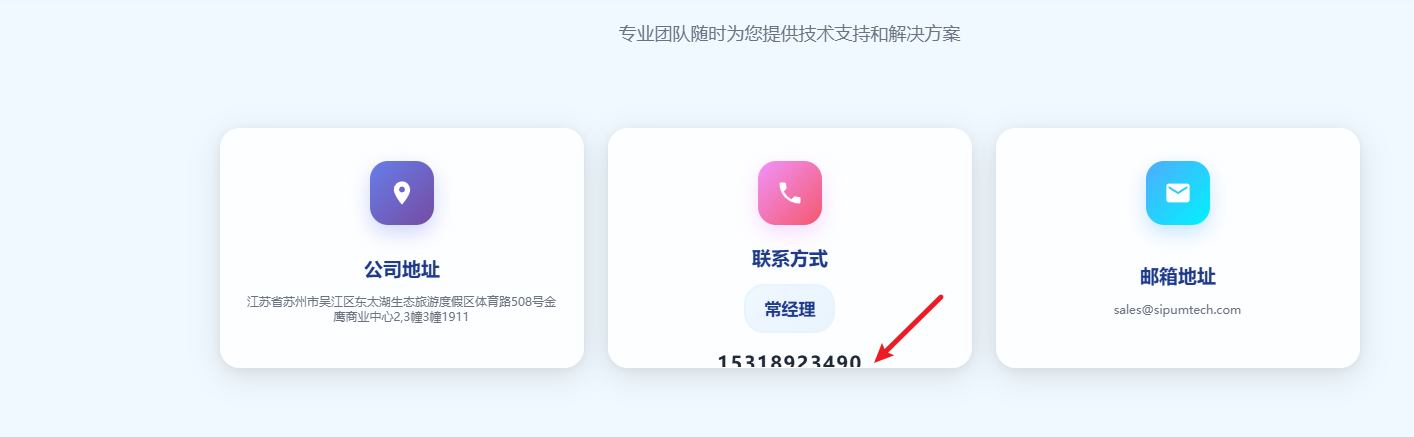 专业团队随时为您提供技术支持和解决方案
公司地址
江苏省苏州市吴江区东太湖生态旅游度假区体育路508号金
鹰商业中心2,3幢3幢1911
联系方式
常经理
15318923490
邮箱地址
sales@sipumtech.com